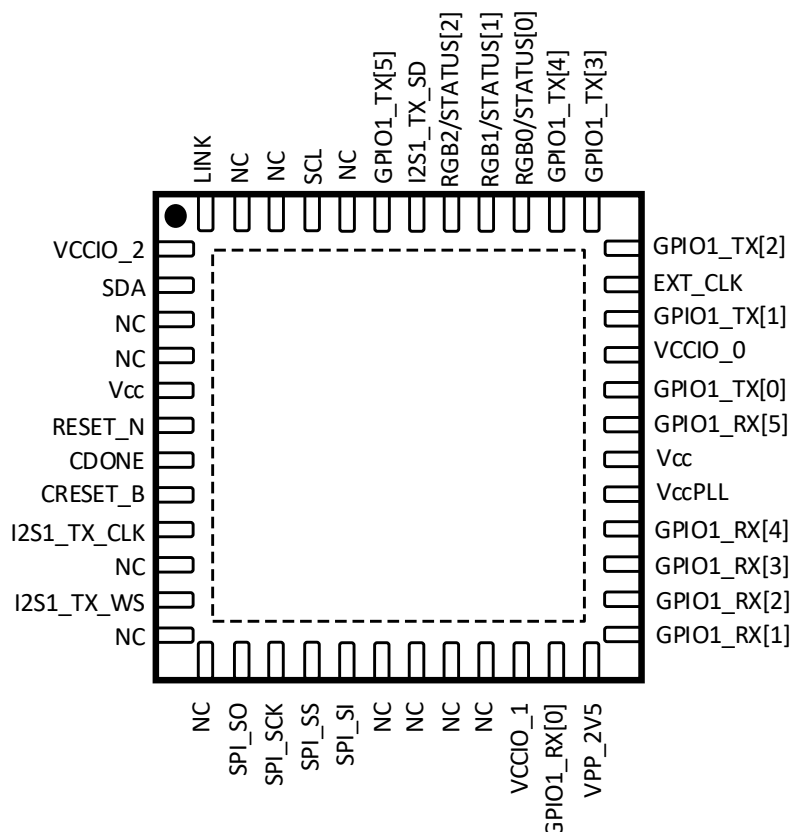 LINK
NC
NC
SCL
NC
GPIO1_TX[5]
I2S1_TX_SD
RGB2/STATUS[2]
RGB1/STATUS[1]
RGB0/STATUS[0]
GPIO1_TX[4]
GPIO1_TX[3]
VCCIO_2
SDA
NC
NC
Vcc
RESET_N
CDONE
CRESET_B
I2S1_TX_CLK
NC
I2S1_TX_WS
NC
GPIO1_TX[2]
EXT_CLK
GPIO1_TX[1]
VCCIO_0
GPIO1_TX[0]
GPIO1_RX[5]
Vcc
VccPLL
GPIO1_RX[4]
GPIO1_RX[3]
GPIO1_RX[2]
GPIO1_RX[1]
NC
SPI_SO
SPI_SCK
SPI_SS
SPI_SI
NC
NC
NC
NC
VCCIO_1
GPIO1_RX[0]
VPP_2V5